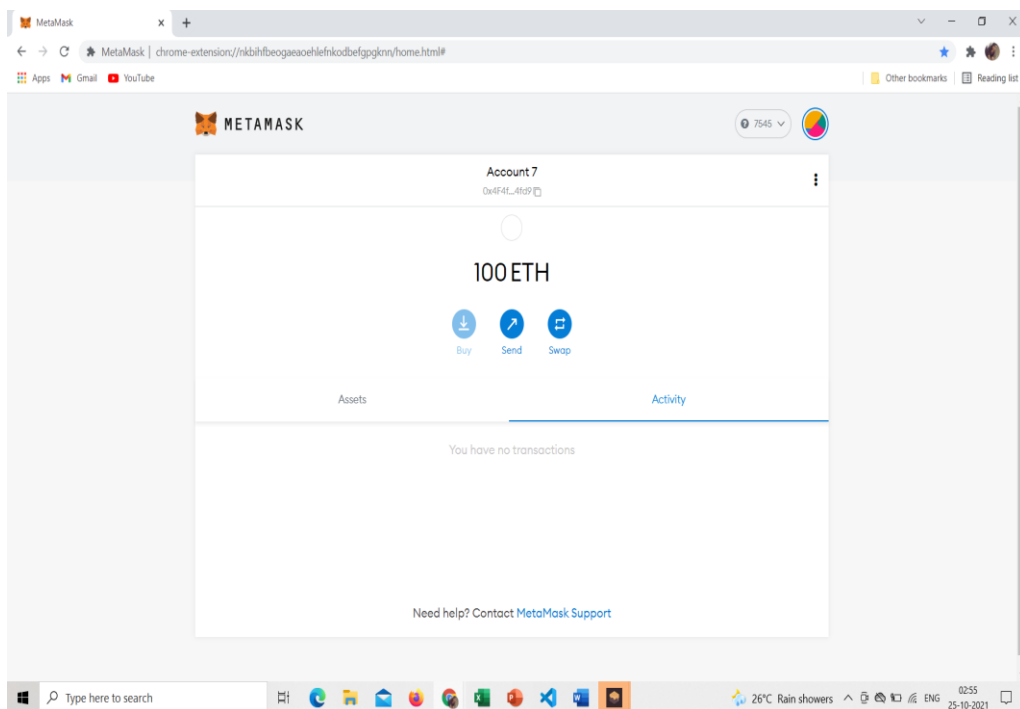 MetaMask
MetaMask | chrome-extension://nkbihfbeogaeaoehlefnkodbefgpgknn/home.html#
Apps Gmail YouTube Other bookmarks Reading list
METAMASK
7545
Account 7
0x4F4f...4fd9
100 ETH
Buy Send Swap
Assets Activity
You have no transactions
Need help? Contact MetaMask Support
Type here to search
26°C Rain showers ENG
02:55
25-10-2021